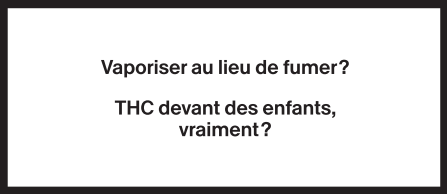 Vaporiser au lieu de fumer ?
THC devant des enfants,
vraiment ?